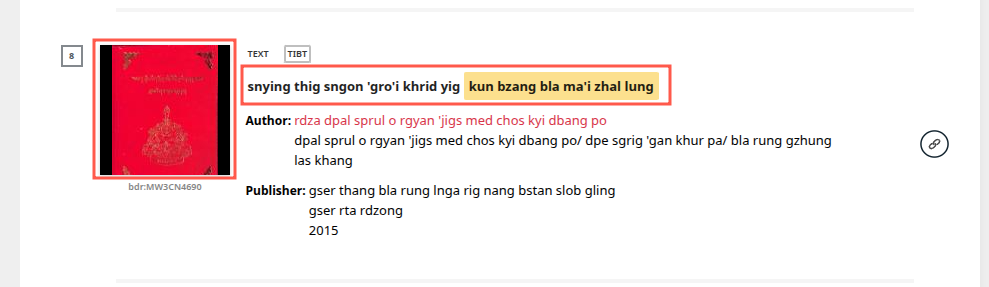 8
TEXT TIBT
snying thig sngon 'gro'i khrid yig kun bzang bla ma'i zhal lung
Author: rdza dpal sprul o rgyan 'jigs med chos kyi dbang po
dpal sprul o rgyan 'jigs med chos kyi dbang po/ dpe sgrig 'gan khur pa/ bla rung gzhung
las khang
bdr:MW3CN4690
Publisher: gser thang bla rung lnga rig nang bstan slob gling
gser rta rdzong
2015